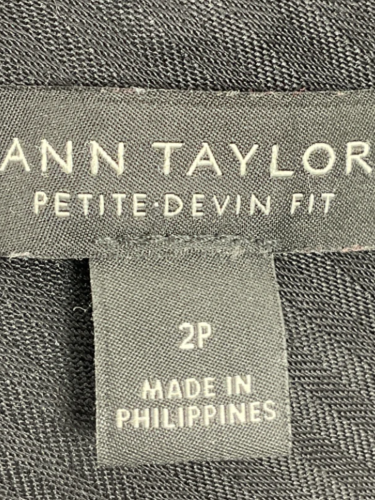 ANN TAYLOR
PETITE·DEVIN FIT
2P
MADE IN
PHILIPPINES